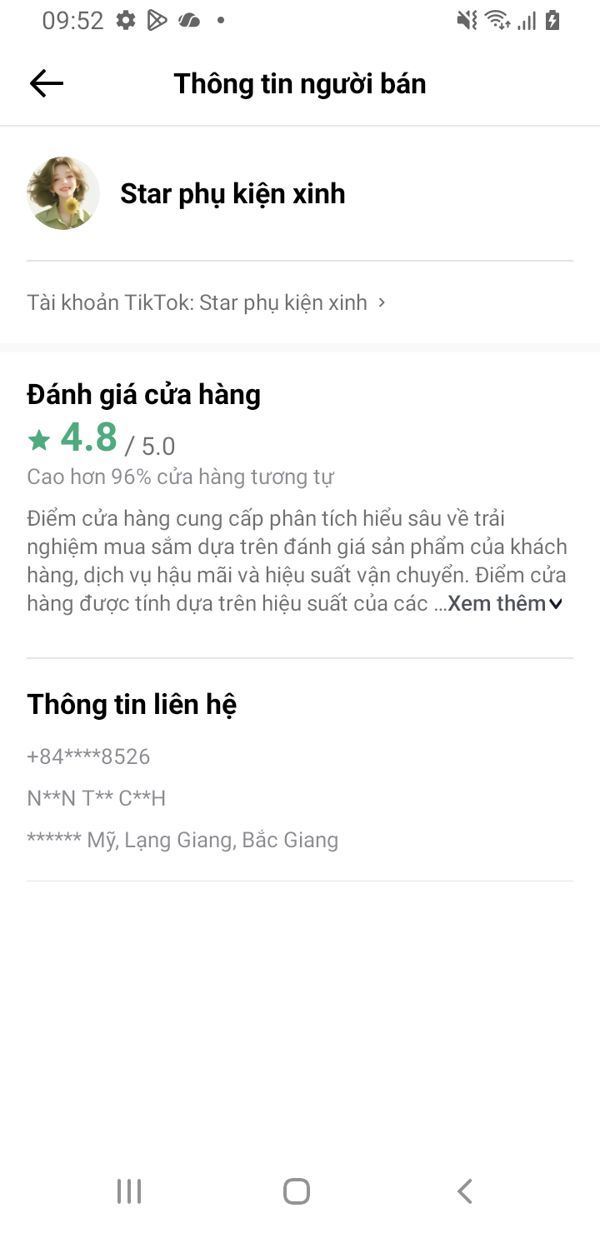 09:52
Thông tin người bán
Star phụ kiện xinh
Tài khoản TikTok: Star phụ kiện xinh >
Đánh giá cửa hàng
★ 4.8 / 5.0
Cao hơn 96% cửa hàng tương tự
Điểm cửa hàng cung cấp phân tích hiểu sâu về trải
nghiệm mua sắm dựa trên đánh giá sản phẩm của khách
hàng, dịch vụ hậu mãi và hiệu suất vận chuyển. Điểm cửa
hàng được tính dựa trên hiệu suất của các ...Xem thêm
Thông tin liên hệ
+84****8526
N**N T** C**H
****** Mỹ, Lạng Giang, Bắc Giang